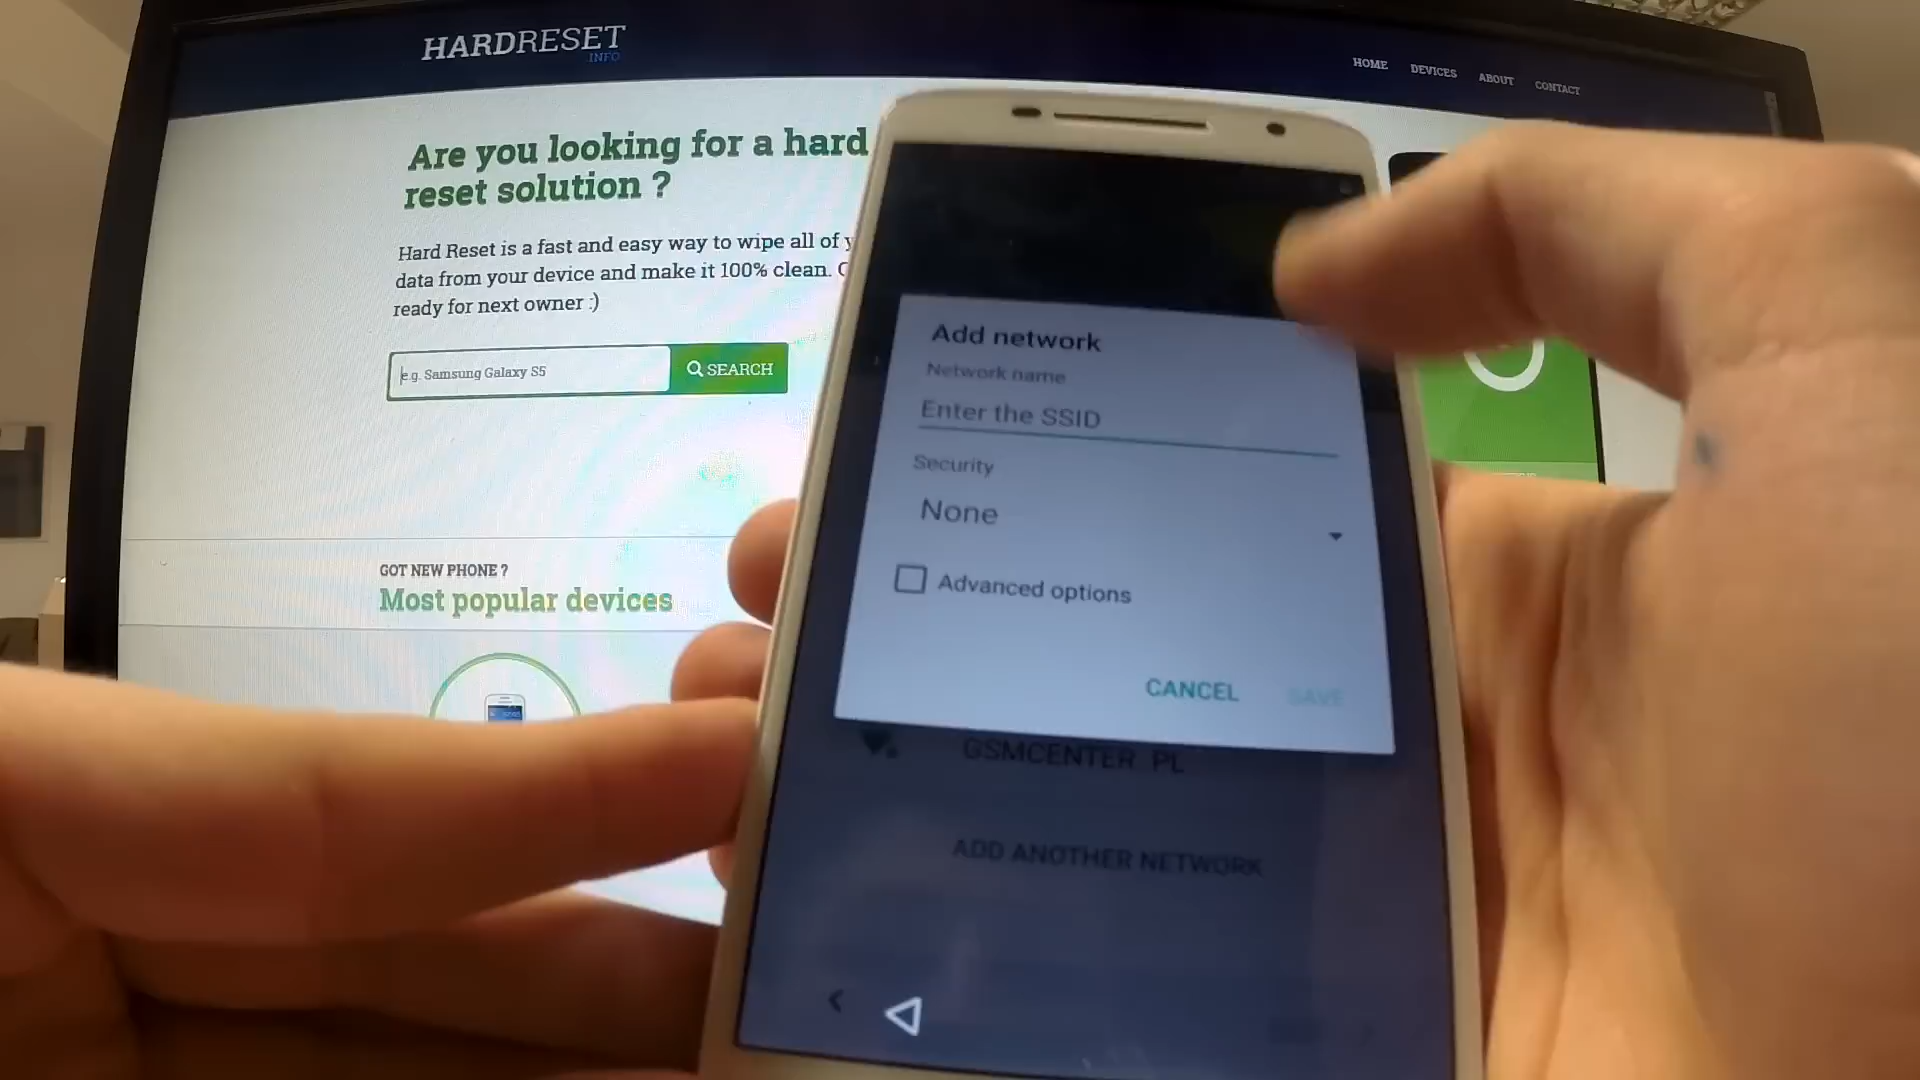 HARDRESET
.INFO
HOME DEVICES ABOUT CONTACT
Are you looking for a hard
reset solution ?
Hard Reset is a fast and easy way to wipe all of
data from your device and make it 100% clean.
ready for next owner :)
e.g. Samsung Galaxy S5
SEARCH
GOT NEW PHONE ?
Most popular devices
Add network
Network name
Enter the SSID
Security
None
Advanced options
CANCEL SAVE
GSMCENTER_PL
ADD ANOTHER NETWORK